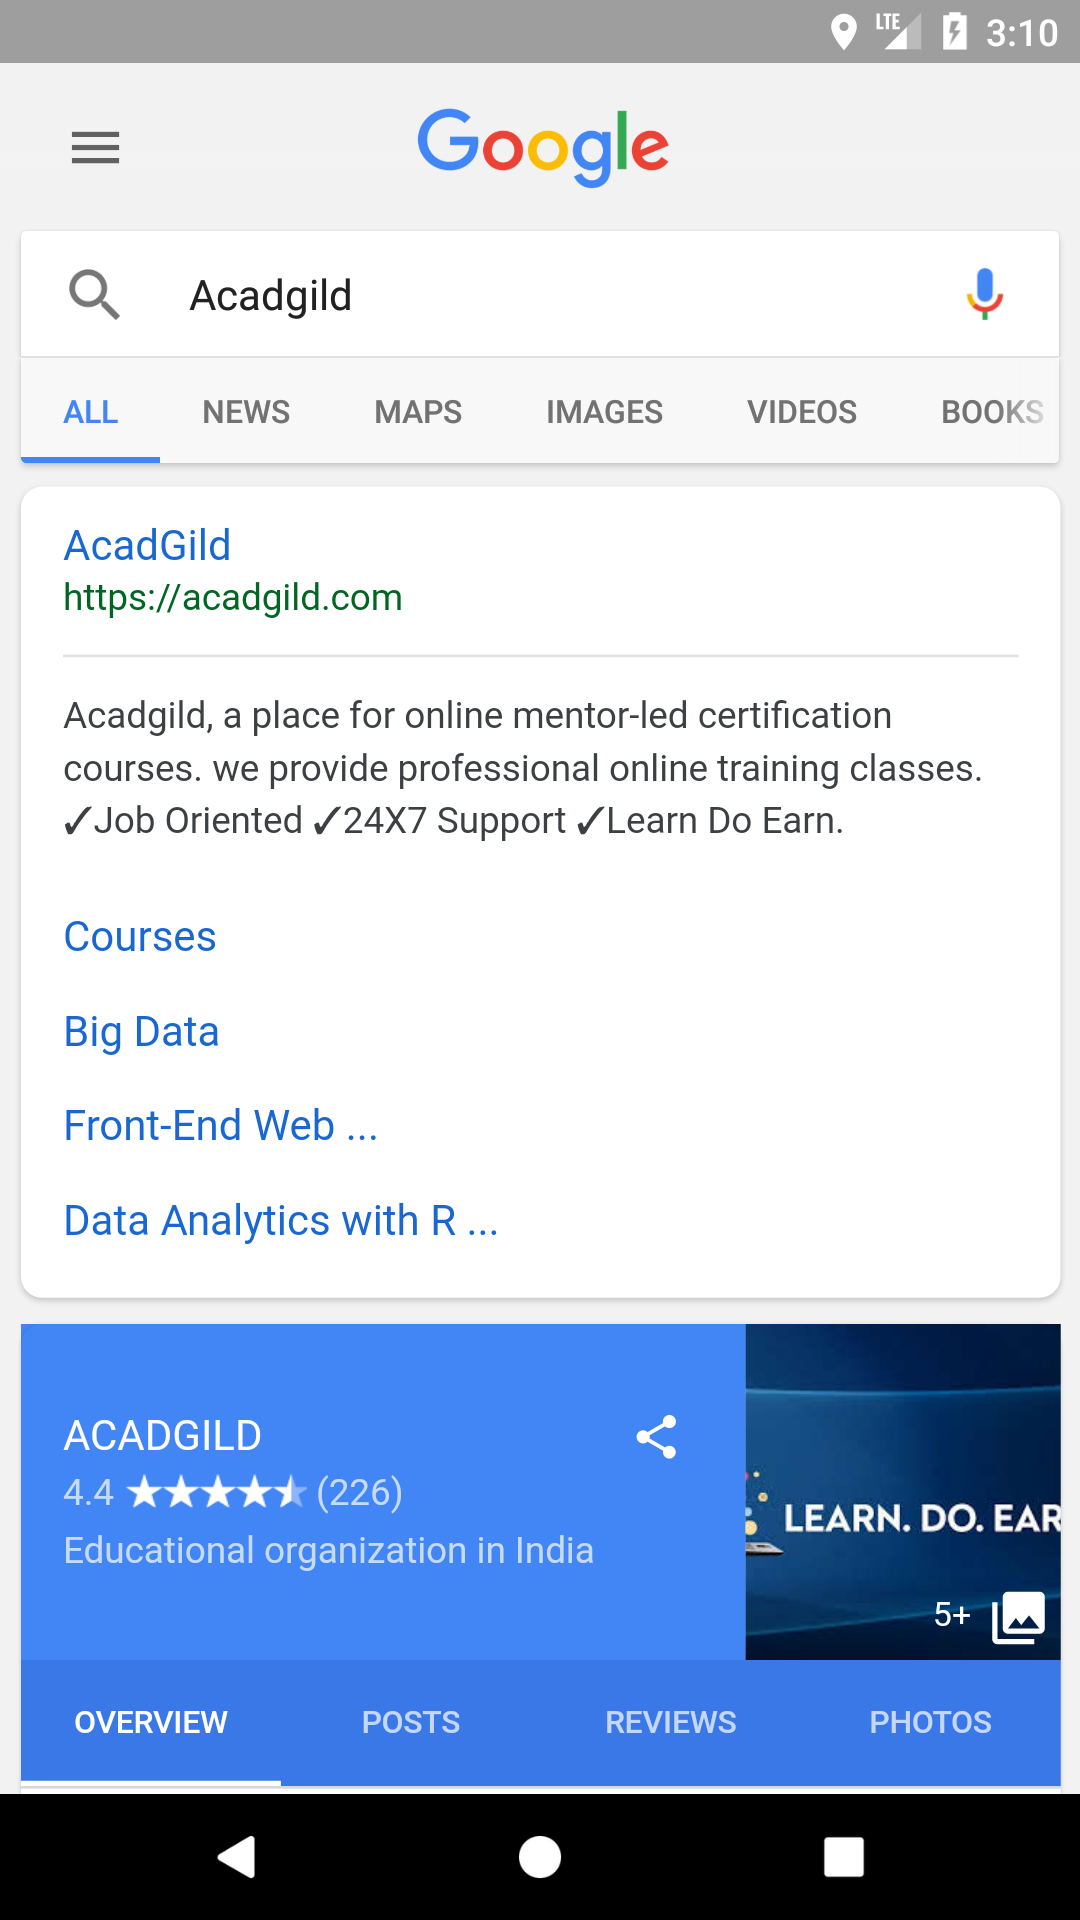 LTE 3:10
Google
Acadgild
ALL NEWS MAPS IMAGES VIDEOS BOOKS
AcadGild
https://acadgild.com
Acadgild, a place for online mentor-led certification
courses. we provide professional online training classes.
✓Job Oriented ✓24X7 Support ✓Learn Do Earn.
Courses
Big Data
Front-End Web ...
Data Analytics with R ...
ACADGILD
4.4 ★★★★★ (226)
Educational organization in India
LEARN. DO. EAR
5+
OVERVIEW POSTS REVIEWS PHOTOS